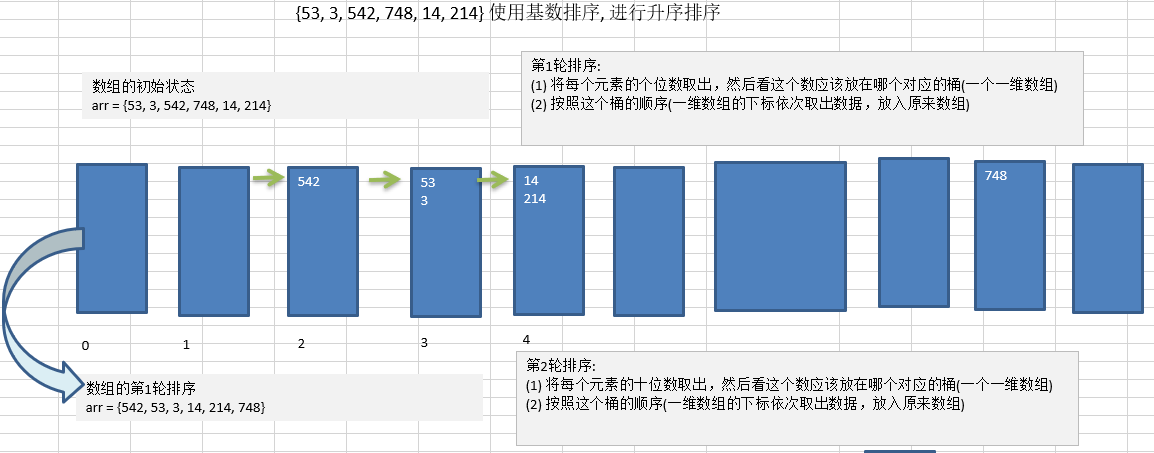 {53, 3, 542, 748, 14, 214} 使用基数排序, 进行升序排序
数组的初始状态
arr = {53, 3, 542, 748, 14, 214}
第1轮排序:
(1) 将每个元素的个位数取出，然后看这个数应该放在哪个对应的桶(一个一维数组)
(2) 按照这个桶的顺序(一维数组的下标依次取出数据，放入原来数组)
542
53
3
14
214
748
0
1
2
3
4
数组的第1轮排序
arr = {542, 53, 3, 14, 214, 748}
第2轮排序:
(1) 将每个元素的十位数取出，然后看这个数应该放在哪个对应的桶(一个一维数组)
(2) 按照这个桶的顺序(一维数组的下标依次取出数据，放入原来数组)